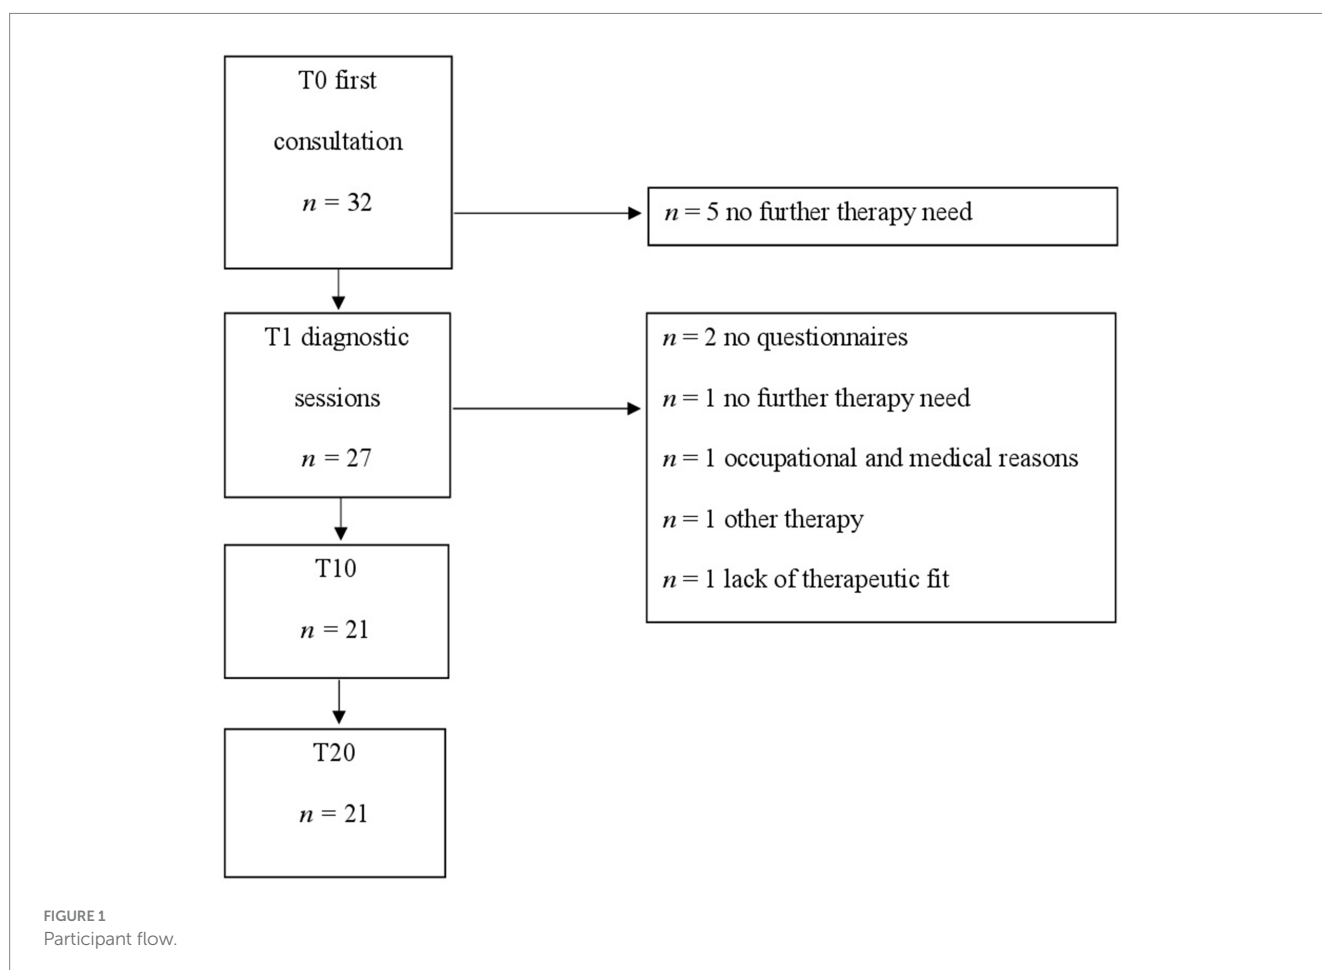 T0 first
consultation
n = 32
n = 5 no further therapy need
T1 diagnostic
sessions
n = 27
n = 2 no questionnaires
n = 1 no further therapy need
n = 1 occupational and medical reasons
n = 1 other therapy
n = 1 lack of therapeutic fit
T10
n = 21
T20
n = 21
FIGURE 1
Participant flow.